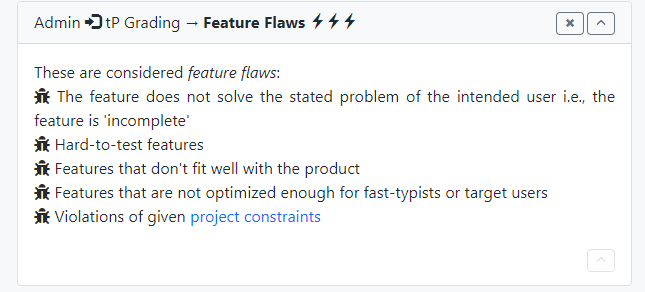 Admin tP Grading → Feature Flaws
These are considered feature flaws:
The feature does not solve the stated problem of the intended user i.e., the
feature is 'incomplete'
Hard-to-test features
Features that don't fit well with the product
Features that are not optimized enough for fast-typists or target users
Violations of given project constraints